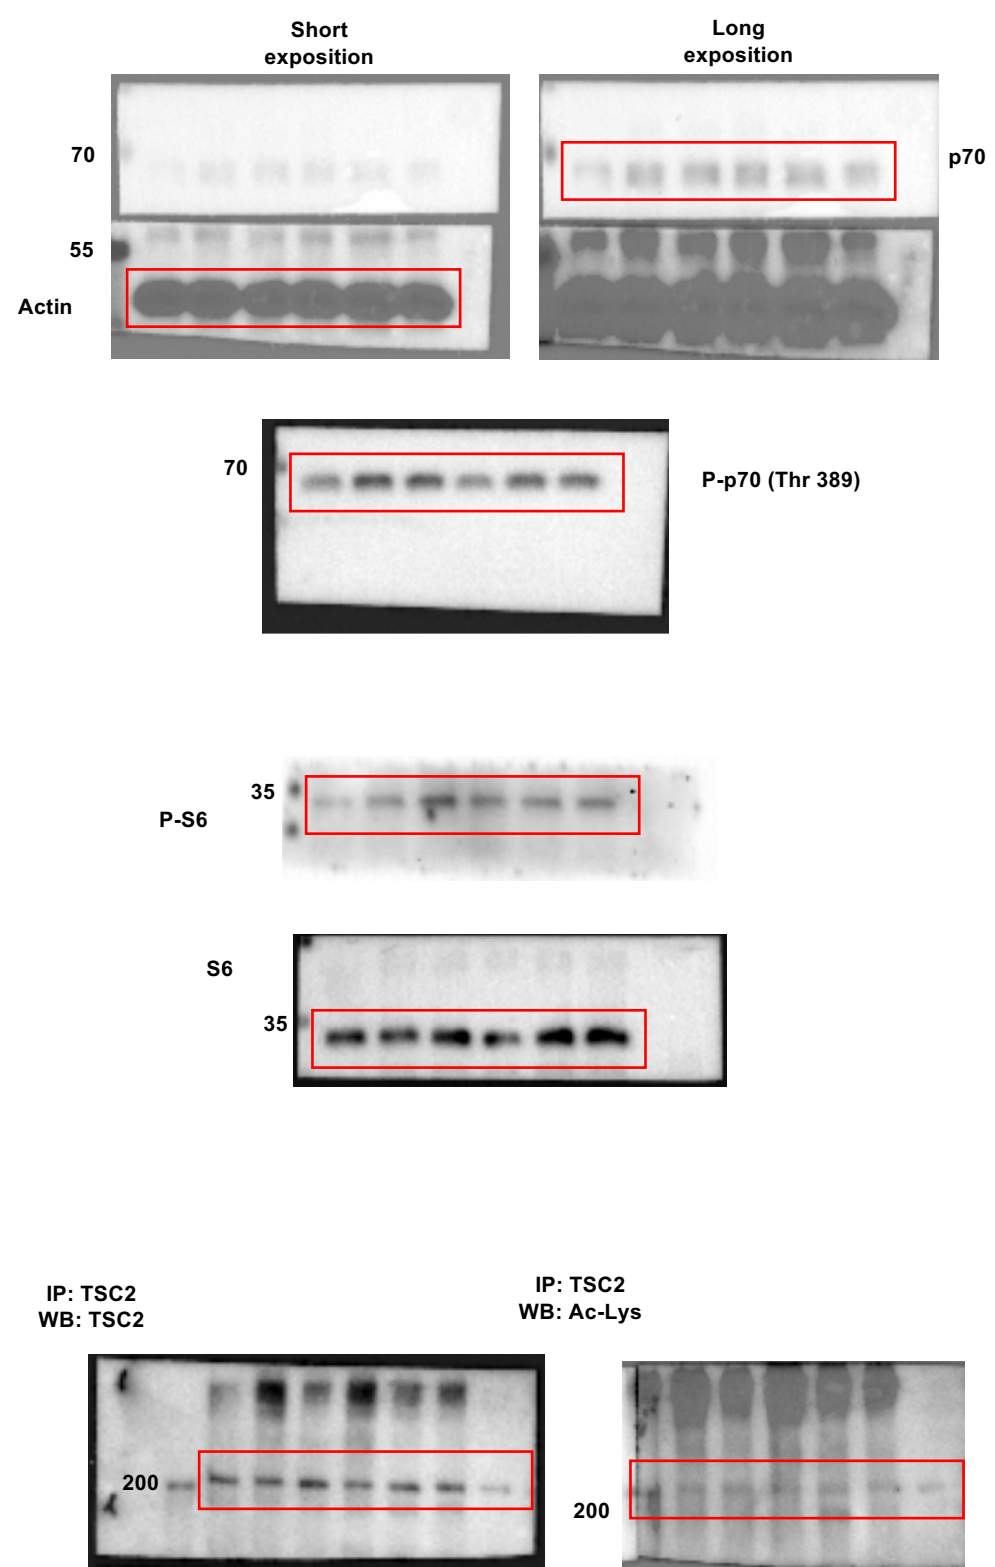 Short
exposition
Long
exposition
70
p70
55
Actin
70
P-p70 (Thr 389)
35
P-S6
S6
35
IP: TSC2
WB: TSC2
IP: TSC2
WB: Ac-Lys
200
200